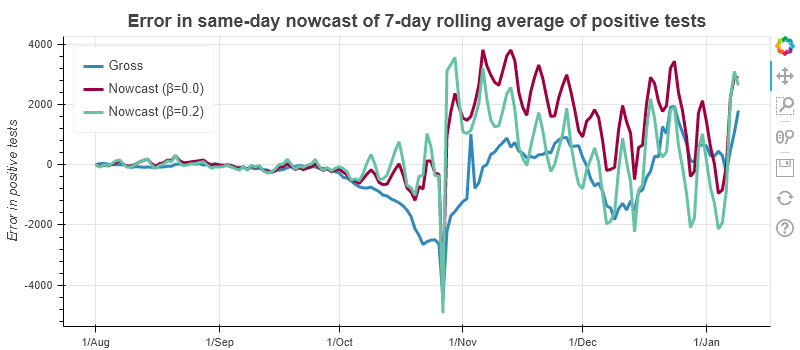 Error in same-day nowcast of 7-day rolling average of positive tests
Gross
Nowcast (β=0.0)
Nowcast (β=0.2)
Error in positive tests
4000
2000
0
-2000
-4000
1/Aug
1/Sep
1/Oct
1/Nov
1/Dec
1/Jan